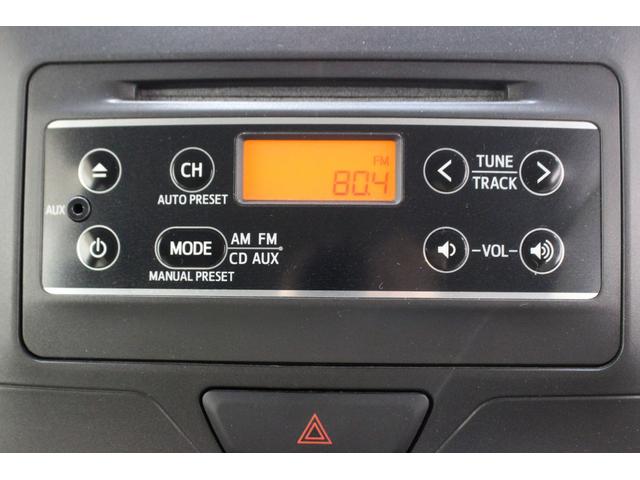 CH
AUTO PRESET
FM
80.4
TUNE
TRACK
AUX
MODE
AM FM
CD AUX
MANUAL PRESET
-VOL-